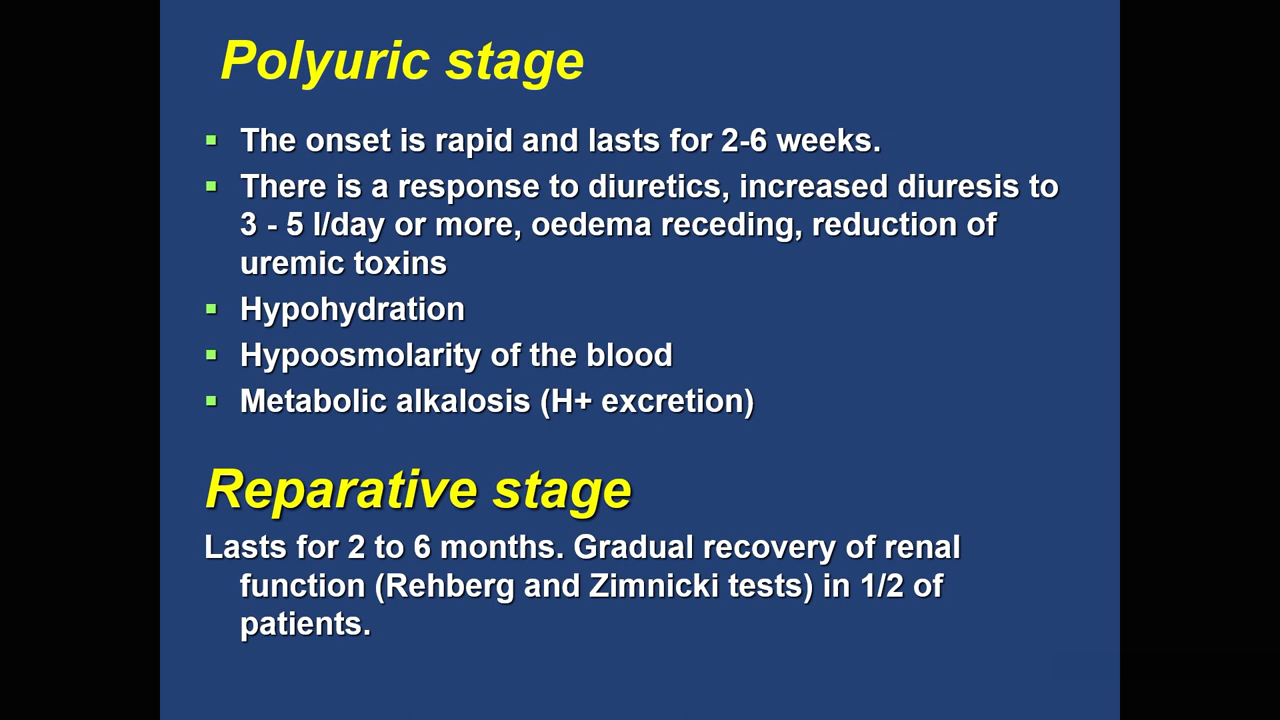 Polyuric stage
▪ The onset is rapid and lasts for 2-6 weeks.
▪ There is a response to diuretics, increased diuresis to
3 - 5 l/day or more, oedema receding, reduction of
uremic toxins
▪ Hypohydration
▪ Hypoosmolarity of the blood
▪ Metabolic alkalosis (H+ excretion)
Reparative stage
Lasts for 2 to 6 months. Gradual recovery of renal
function (Rehberg and Zimnicki tests) in 1/2 of
patients.